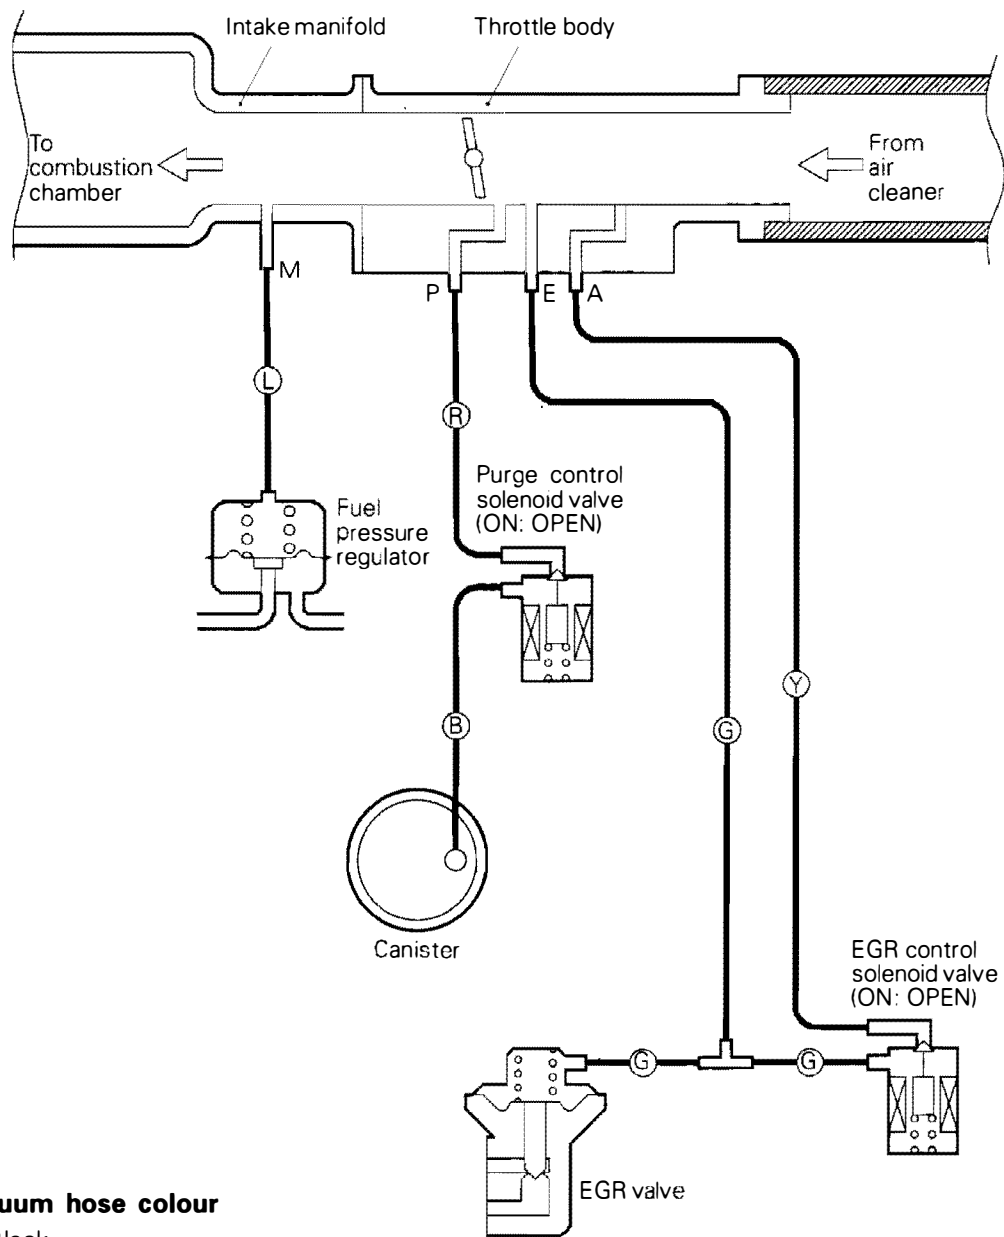 Intake manifold
Throttle body
To
combustion
chamber
From
air
cleaner
M
P
E
A
L
R
Purge control
solenoid valve
(ON: OPEN)
Fuel
pressure
regulator
Y
B
G
Canister
EGR control
solenoid valve
(ON: OPEN)
G
G
EGR valve
hose colour